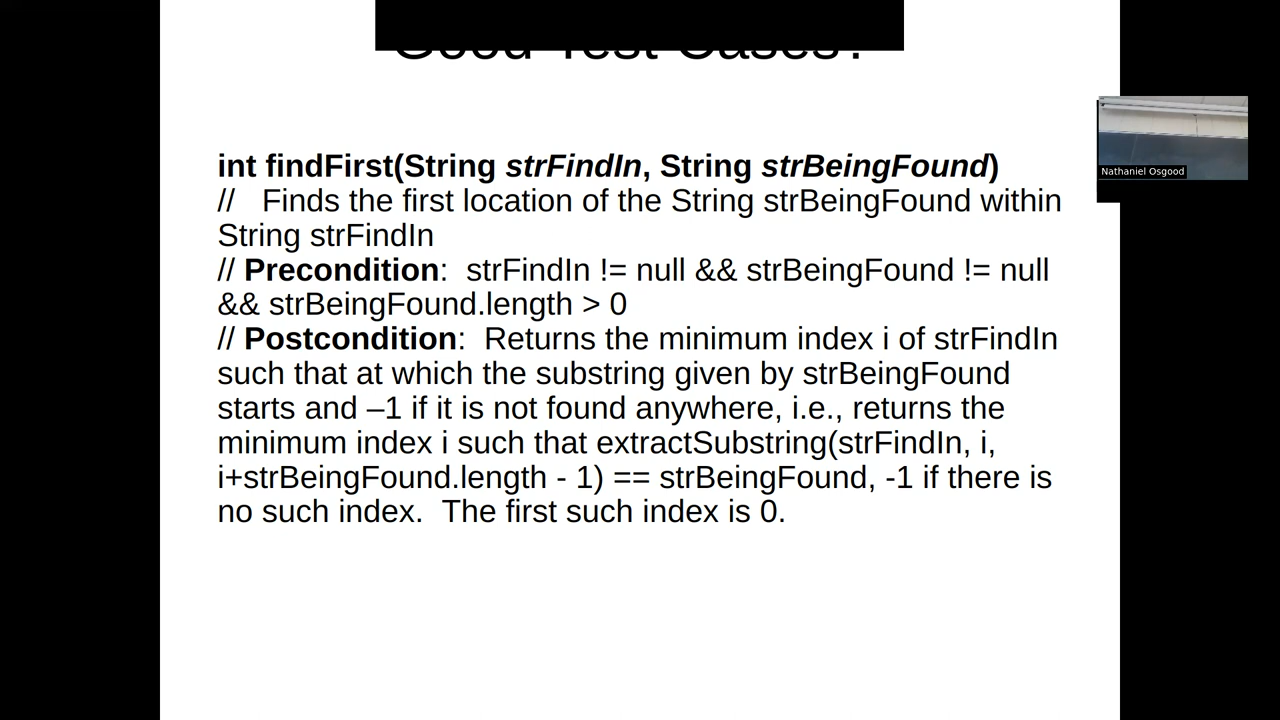 Good Test Cases?
int findFirst(String strFindIn, String strBeingFound)
//   Finds the first location of the String strBeingFound within
String strFindIn
// Precondition:  strFindIn != null && strBeingFound != null
&& strBeingFound.length > 0
// Postcondition:  Returns the minimum index i of strFindIn
such that at which the substring given by strBeingFound
starts and –1 if it is not found anywhere, i.e., returns the
minimum index i such that extractSubstring(strFindIn, i,
i+strBeingFound.length - 1) == strBeingFound, -1 if there is
no such index.  The first such index is 0.
Nathaniel Osgood